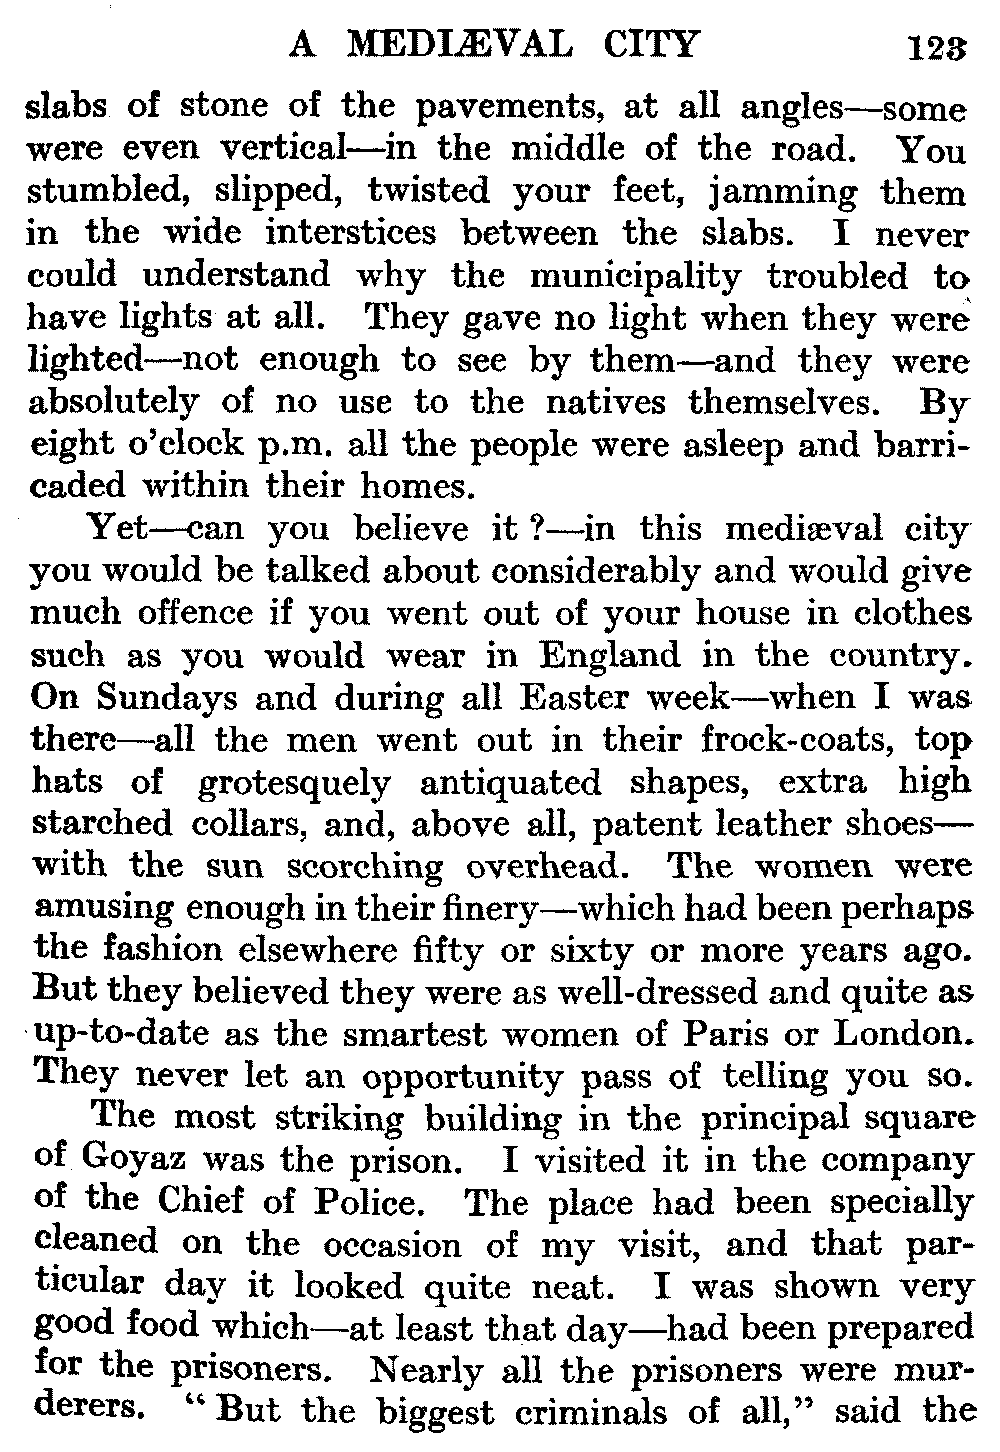 A MEDIÆVAL CITY 123
slabs of stone of the pavements, at all angles—some
were even vertical—in the middle of the road. You
stumbled, slipped, twisted your feet, jamming them
in the wide interstices between the slabs. I never
could understand why the municipality troubled to
have lights at all. They gave no light when they were
lighted—not enough to see by them—and they were
absolutely of no use to the natives themselves. By
eight o’clock p.m. all the people were asleep and barri-
caded within their homes.
Yet—can you believe it ?—in this mediæval city
you would be talked about considerably and would give
much offence if you went out of your house in clothes
such as you would wear in England in the country.
On Sundays and during all Easter week—when I was
there—all the men went out in their frock-coats, top
hats of grotesquely antiquated shapes, extra high
starched collars, and, above all, patent leather shoes—
with the sun scorching overhead. The women were
amusing enough in their finery—which had been perhaps
the fashion elsewhere fifty or sixty or more years ago.
But they believed they were as well-dressed and quite as
up-to-date as the smartest women of Paris or London.
They never let an opportunity pass of telling you so.
The most striking building in the principal square
of Goyaz was the prison. I visited it in the company
of the Chief of Police. The place had been specially
cleaned on the occasion of my visit, and that par-
ticular day it looked quite neat. I was shown very
good food which—at least that day—had been prepared
for the prisoners. Nearly all the prisoners were mur-
derers. “ But the biggest criminals of all,” said the